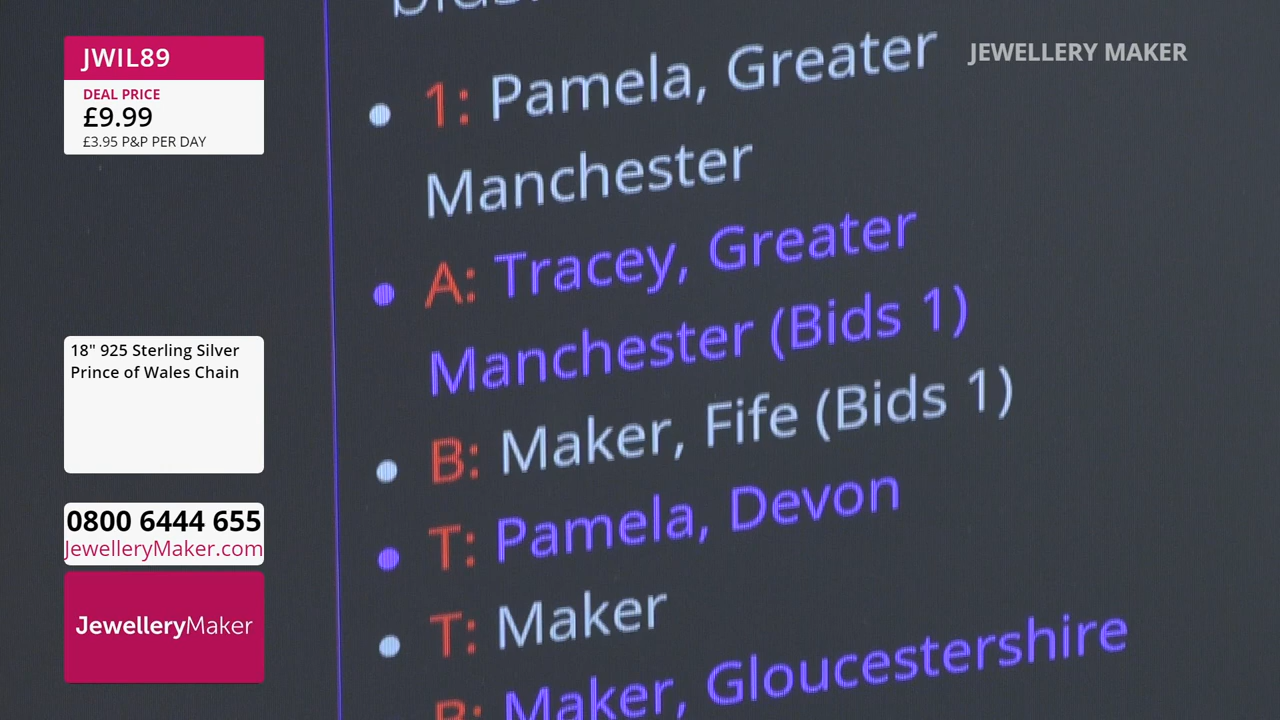 JWIL89
DEAL PRICE
£9.99
£3.95 P&P PER DAY
18" 925 Sterling Silver
Prince of Wales Chain
0800 6444 655
JewelleryMaker.com
JewelleryMaker
JEWELLERY MAKER
bids
1: Pamela, Greater
Manchester
A: Tracey, Greater
Manchester (Bids 1)
B: Maker, Fife (Bids 1)
T: Pamela, Devon
T: Maker
B: Maker, Gloucestershire